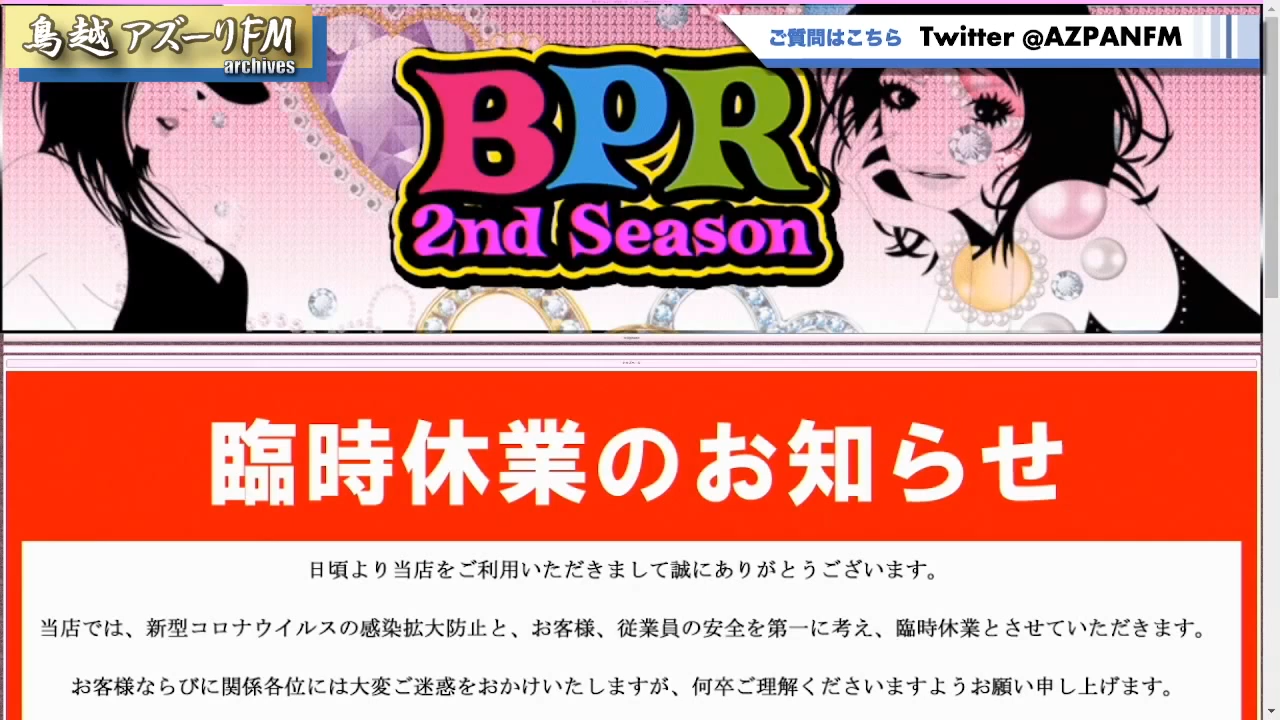 鳥越アズーリFM
archives
ご質問はこちら Twitter @AZPANFM
BPR
2nd Season
臨時休業のお知らせ
日頃より当店をご利用いただきまして誠にありがとうございます。
当店では、新型コロナウイルスの感染拡大防止と、お客様、従業員の安全を第一に考え、臨時休業とさせていただきます。
お客様ならびに関係各位には大変ご迷惑をおかけいたしますが、何卒ご理解くださいますようお願い申し上げます。